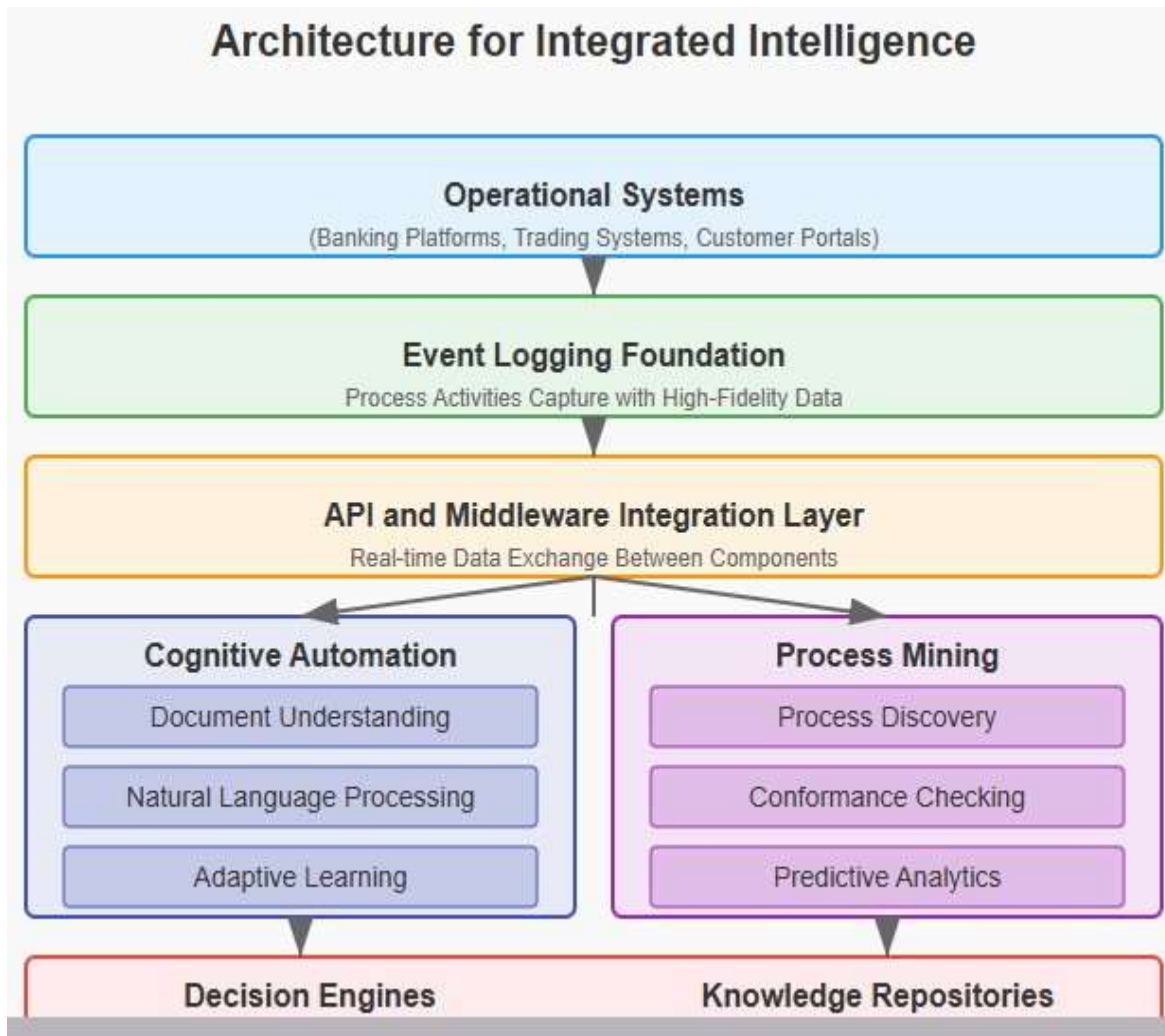 Architecture for Integrated Intelligence
Operational Systems
(Banking Platforms, Trading Systems, Customer Portals)
Event Logging Foundation
Process Activities Capture with High-Fidelity Data
API and Middleware Integration Layer
Real-time Data Exchange Between Components
Cognitive Automation
Document Understanding
Natural Language Processing
Adaptive Learning
Process Mining
Process Discovery
Conformance Checking
Predictive Analytics
Decision Engines
Knowledge Repositories